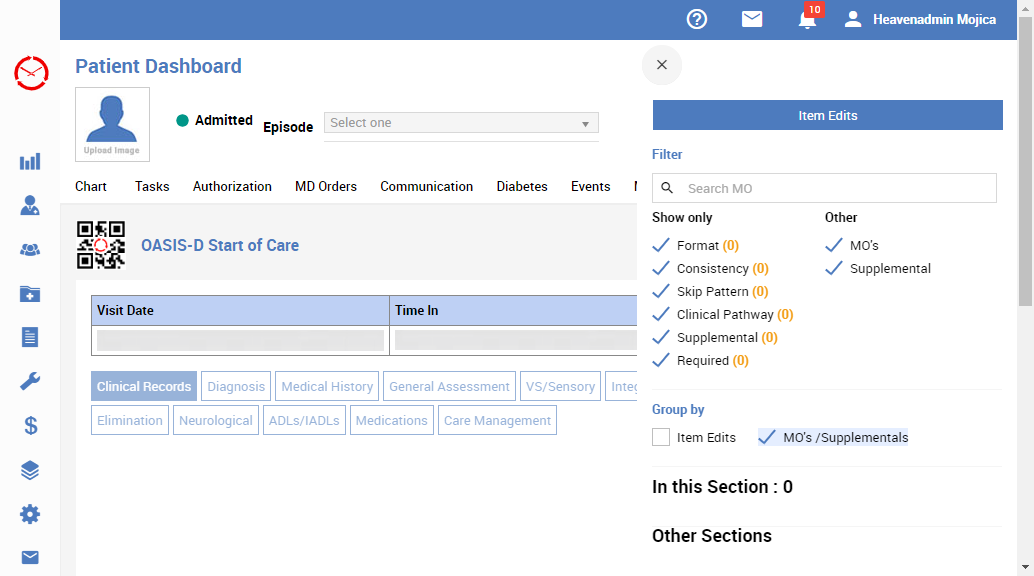 10
Heavenadmin Mojica
Patient Dashboard
Upload Image
Admitted
Episode
Select one
Chart Tasks Authorization MD Orders Communication Diabetes Events
OASIS-D Start of Care
Visit Date Time In
Clinical Records Diagnosis Medical History General Assessment VS/Sensory
Elimination Neurological ADLs/IADLs Medications Care Management
Item Edits
Filter
Search MO
Show only Other
Format (0) MO's
Consistency (0) Supplemental
Skip Pattern (0)
Clinical Pathway (0)
Supplemental (0)
Required (0)
Group by
Item Edits MO's /Supplementals
In this Section : 0
Other Sections